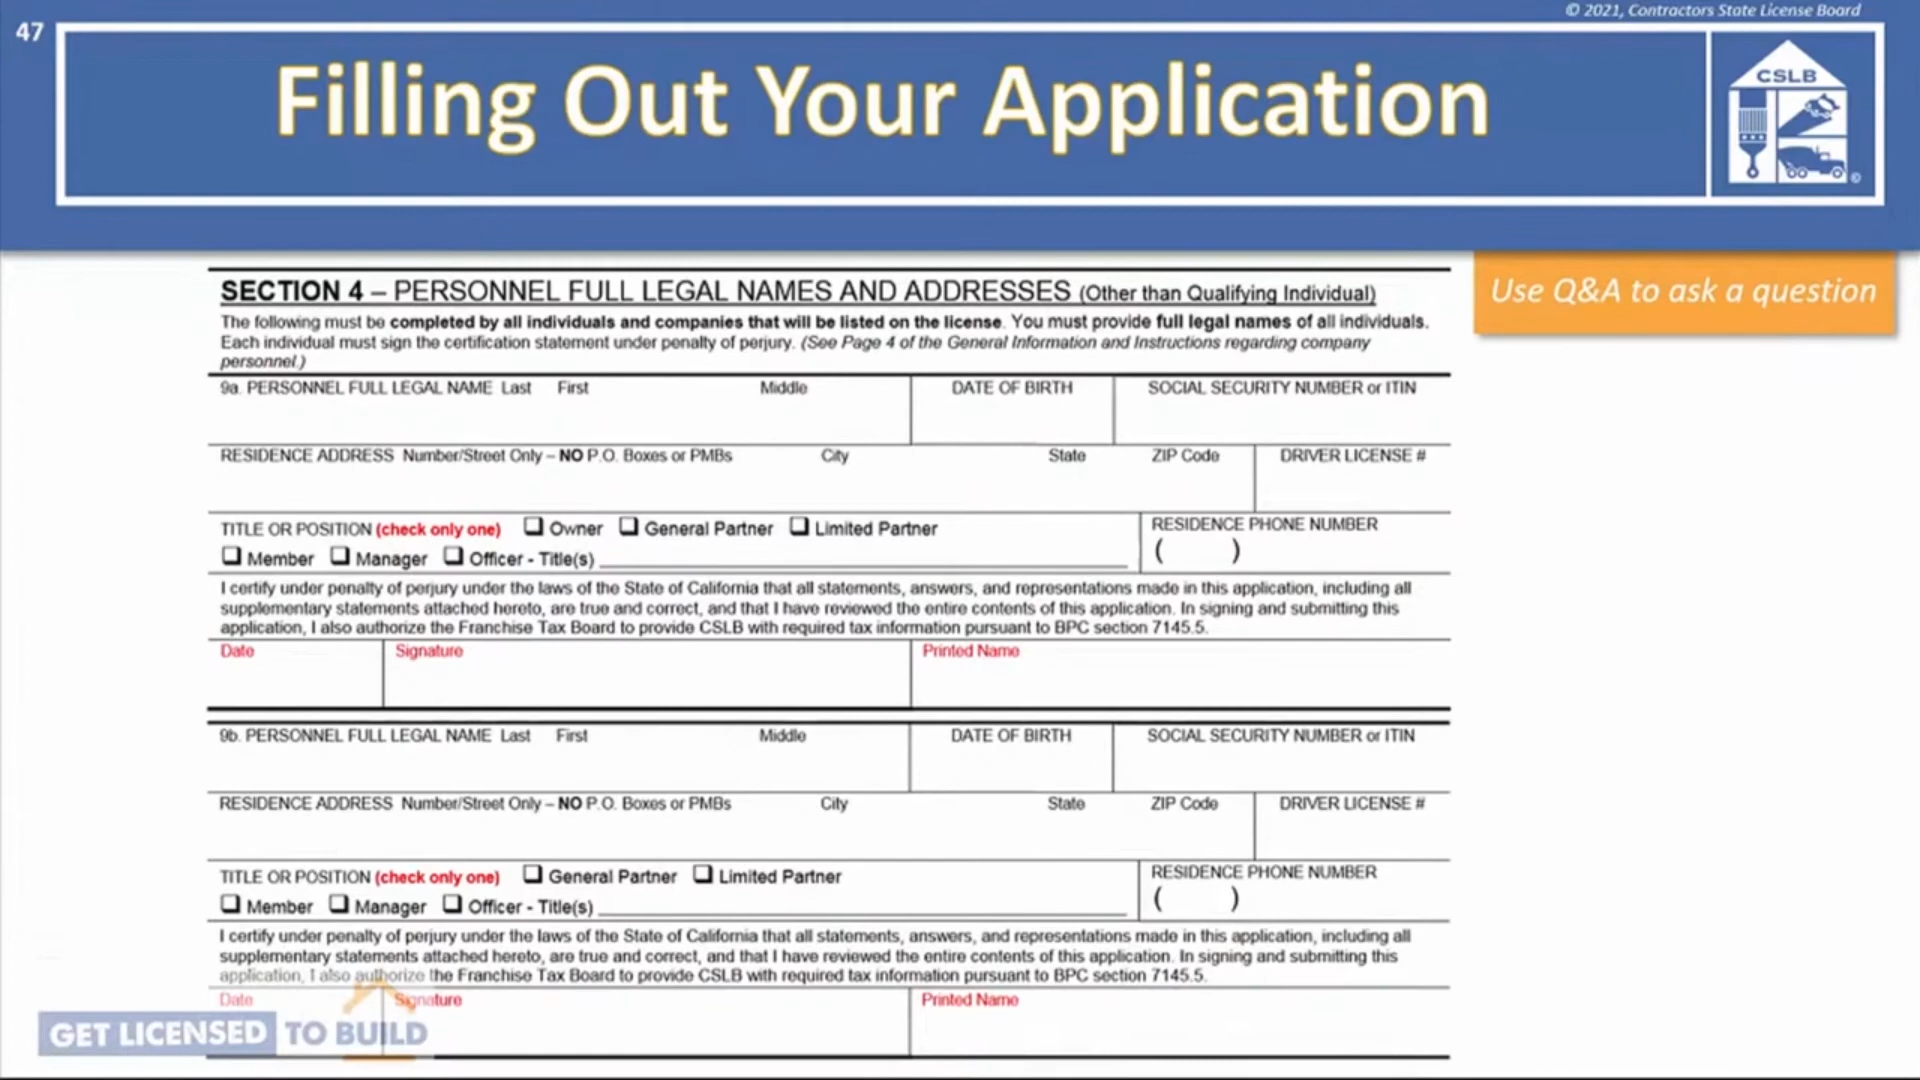 © 2021, Contractors State License Board
47
Filling Out Your Application
CSLB
©
Use Q&A to ask a question
SECTION 4 – PERSONNEL FULL LEGAL NAMES AND ADDRESSES (Other than Qualifying Individual)
The following must be completed by all individuals and companies that will be listed on the license. You must provide full legal names of all individuals.
Each individual must sign the certification statement under penalty of perjury. (See Page 4 of the General Information and Instructions regarding company
personnel.)
9a. PERSONNEL FULL LEGAL NAME Last First Middle DATE OF BIRTH SOCIAL SECURITY NUMBER or ITIN
RESIDENCE ADDRESS Number/Street Only – NO P.O. Boxes or PMBs City State ZIP Code DRIVER LICENSE #
TITLE OR POSITION (check only one) ❑ Owner ❑ General Partner ❑ Limited Partner RESIDENCE PHONE NUMBER
❑ Member ❑ Manager ❑ Officer - Title(s) ( )
I certify under penalty of perjury under the laws of the State of California that all statements, answers, and representations made in this application, including all
supplementary statements attached hereto, are true and correct, and that I have reviewed the entire contents of this application. In signing and submitting this
application, I also authorize the Franchise Tax Board to provide CSLB with required tax information pursuant to BPC section 7145.5.
Date Signature Printed Name
9b. PERSONNEL FULL LEGAL NAME Last First Middle DATE OF BIRTH SOCIAL SECURITY NUMBER or ITIN
RESIDENCE ADDRESS Number/Street Only – NO P.O. Boxes or PMBs City State ZIP Code DRIVER LICENSE #
TITLE OR POSITION (check only one) ❑ General Partner ❑ Limited Partner RESIDENCE PHONE NUMBER
❑ Member ❑ Manager ❑ Officer - Title(s) ( )
I certify under penalty of perjury under the laws of the State of California that all statements, answers, and representations made in this application, including all
supplementary statements attached hereto, are true and correct, and that I have reviewed the entire contents of this application. In signing and submitting this
application, I also authorize the Franchise Tax Board to provide CSLB with required tax information pursuant to BPC section 7145.5.
Date Signature Printed Name
GET LICENSED TO BUILD